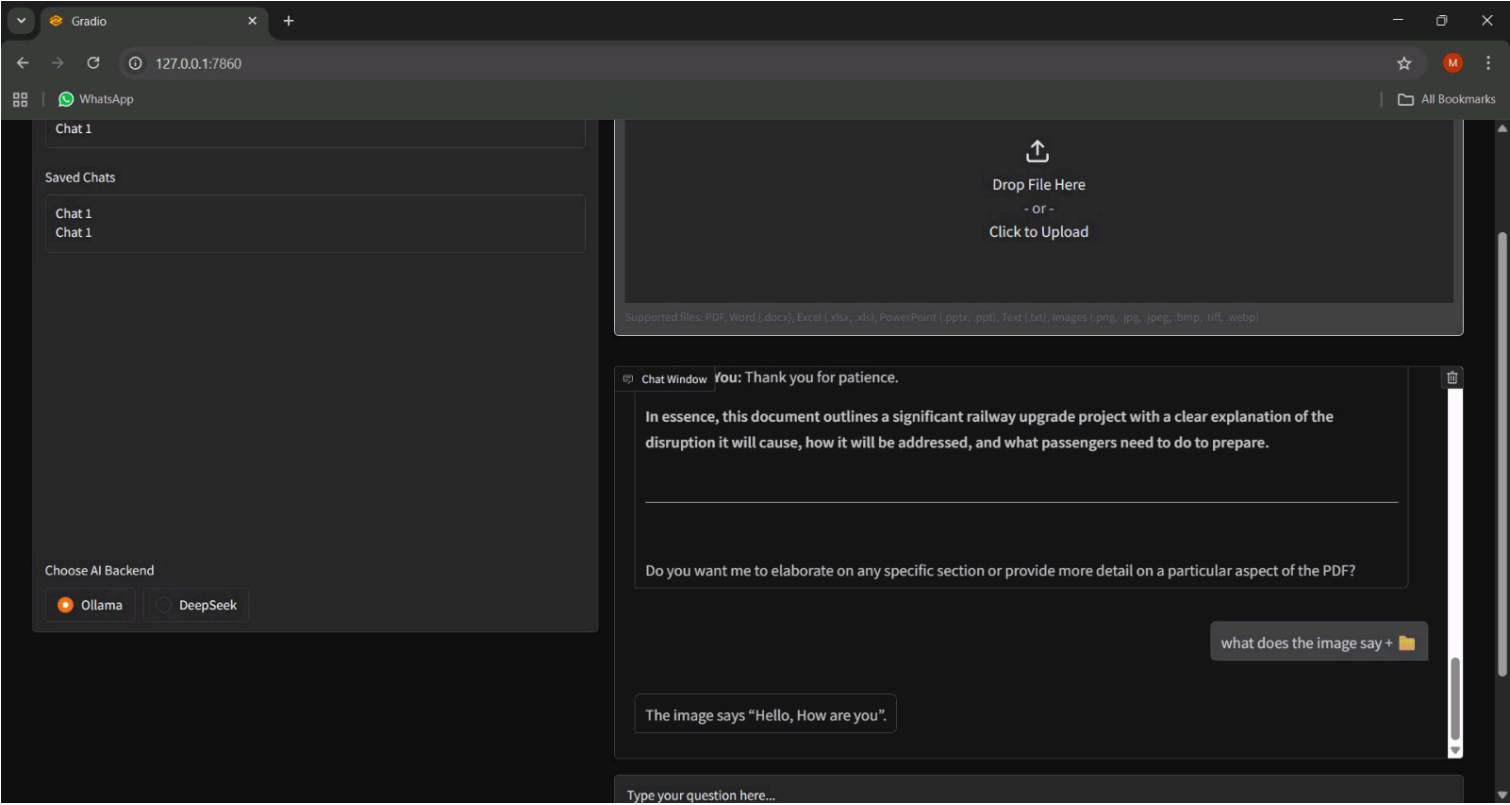 Gradio
127.0.0.1:7860
M
WhatsApp
All Bookmarks
Chat 1
Saved Chats
Chat 1
Chat 1
Choose AI Backend
Ollama
DeepSeek
Drop File Here
- or -
Click to Upload
Supported files: PDF, Word (.docx), Excel (.xlsx, .xls), PowerPoint (.pptx, .ppt), Text (.txt), Images (.png, .jpg, .jpeg, .bmp, .tiff, .webp)
Chat Window
You: Thank you for patience.
In essence, this document outlines a significant railway upgrade project with a clear explanation of the
disruption it will cause, how it will be addressed, and what passengers need to do to prepare.
Do you want me to elaborate on any specific section or provide more detail on a particular aspect of the PDF?
what does the image say +
The image says “Hello, How are you”.
Type your question here...